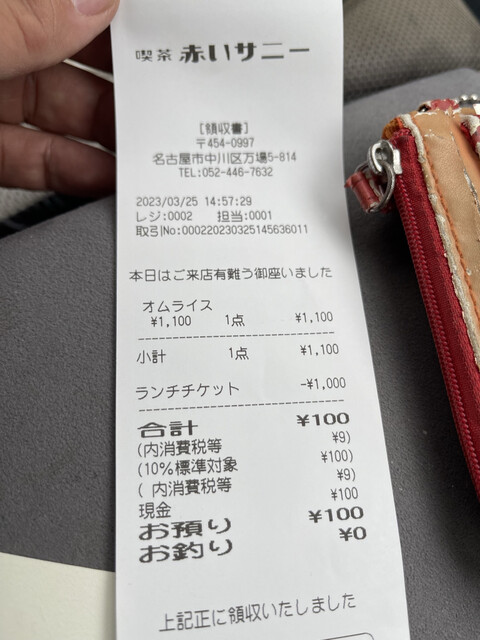 喫茶 赤いサニー
[領収書]
〒454-0997
名古屋市中川区万場5-814
TEL:052-446-7632
2023/03/25 14:57:29
レジ:0002 担当:0001
取引No:000220230325145636011
本日はご来店有難う御座いました
オムライス
¥1,100 1点 ¥1,100
小計 1点 ¥1,100
ランチチケット -¥1,000
合計 ¥100
(内消費税等 ¥9)
(10%標準対象 ¥100)
( 内消費税等 ¥9)
現金 ¥100
お預り ¥100
お釣り ¥0
上記正に領収いたしました